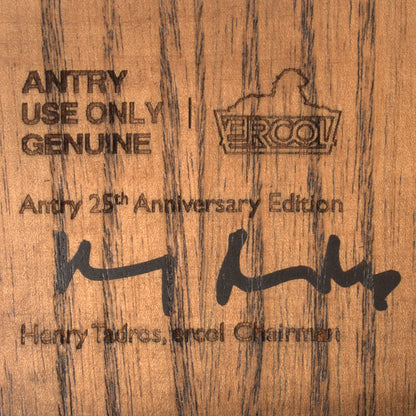 ANTRY
USE ONLY
GENUINE
ERCOL
Antry 25th Anniversary Edition
Henry Tadros, ercol Chairman